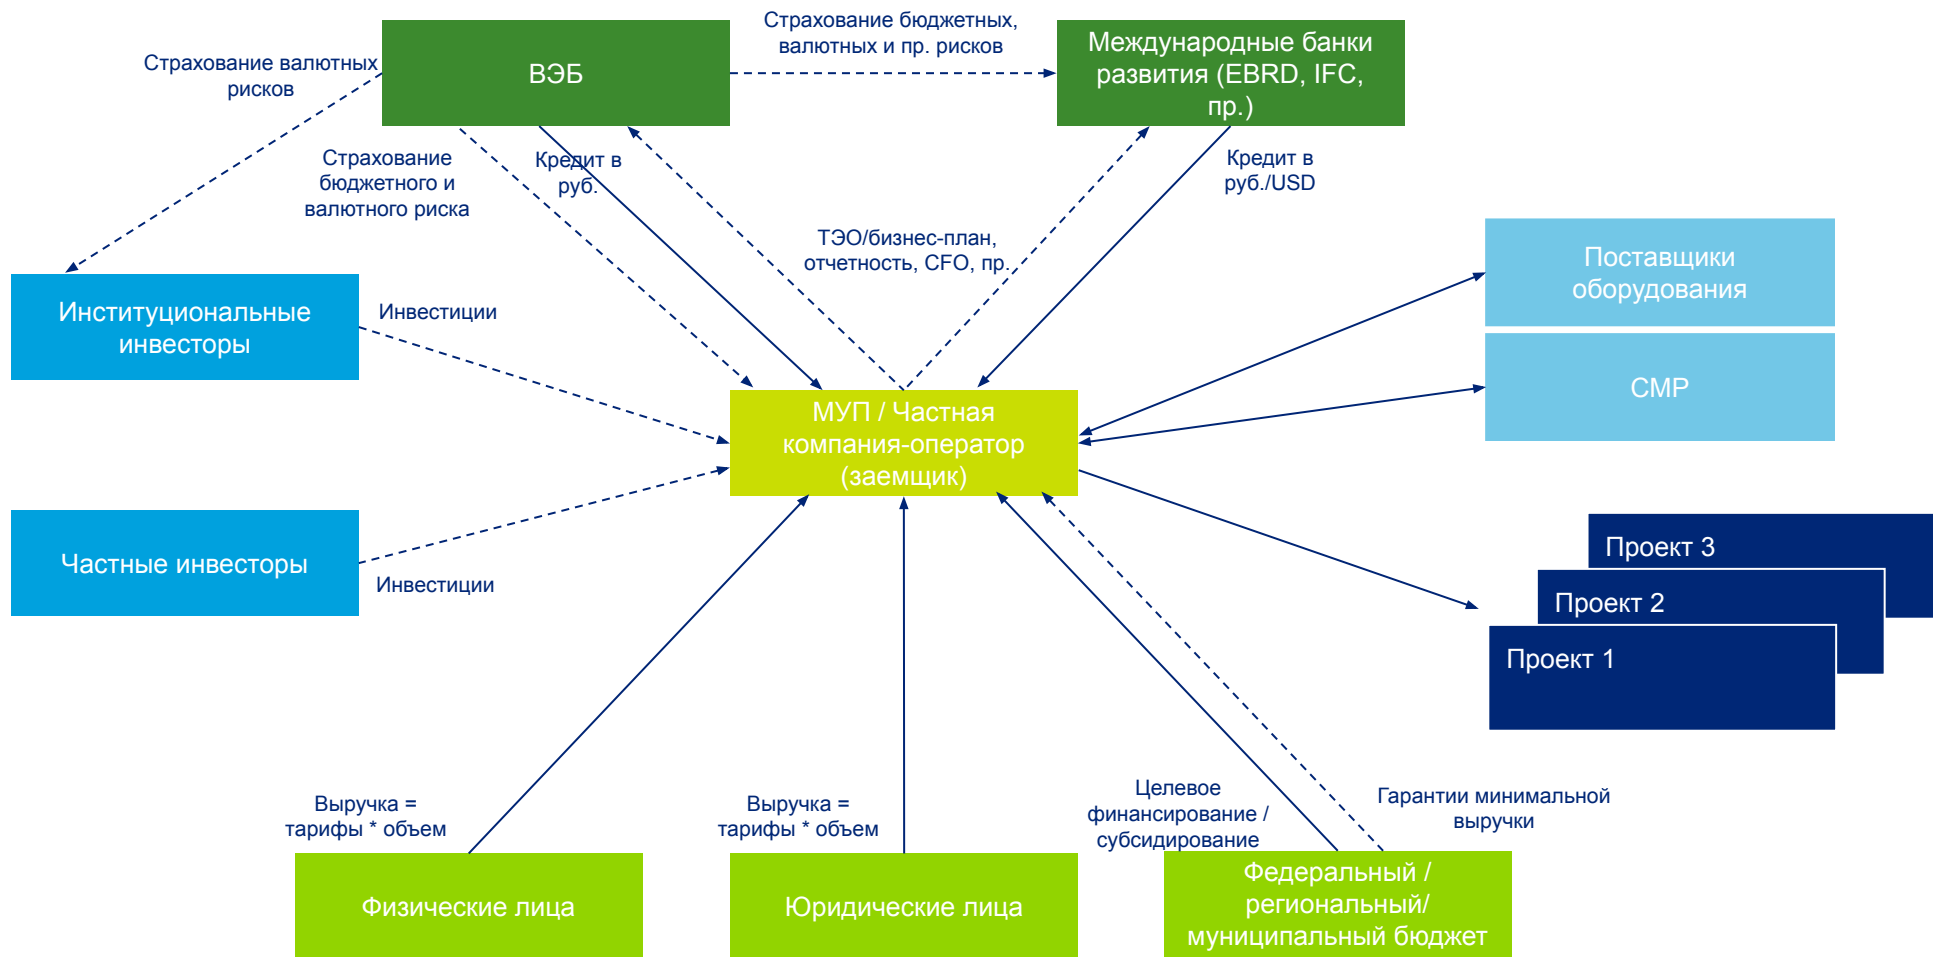 Страхование бюджетных,
валютных и пр. рисков
Страхование валютных
рисков
ВЭБ
Международные банки
развития (EBRD, IFC,
пр.)
Страхование
бюджетного и
валютного риска
Кредит в
руб.
Кредит в
руб./USD
ТЭО/бизнес-план,
отчетность, CFO, пр.
Поставщики
оборудования
Институциональные
инвесторы
Инвестиции
СМР
МУП / Частная
компания-оператор
(заемщик)
Частные инвесторы
Инвестиции
Проект 3
Проект 2
Проект 1
Выручка =
тарифы * объем
Выручка =
тарифы * объем
Целевое
финансирование /
субсидирование
Гарантии минимальной
выручки
Физические лица
Юридические лица
Федеральный /
региональный/
муниципальный бюджет